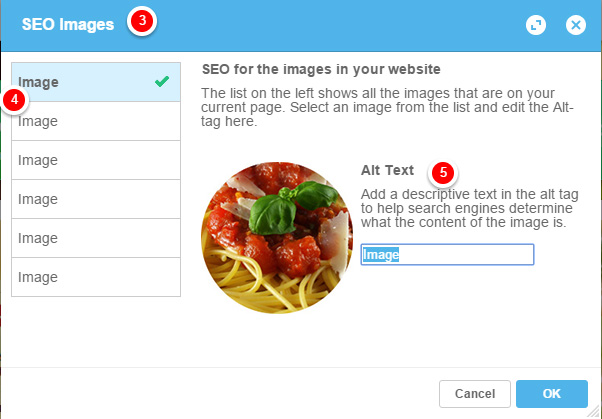 SEO Images
3
Image
4
Image
Image
Image
Image
Image
SEO for the images in your website
The list on the left shows all the images that are on your
current page. Select an image from the list and edit the Alt-
tag here.
Alt Text
5
Add a descriptive text in the alt tag
to help search engines determine
what the content of the image is.
Image
Cancel
OK